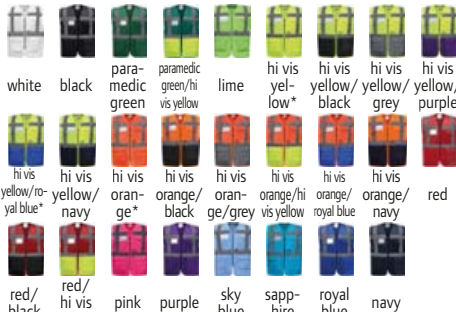 white
black
para-
medic
green
paramedic
green/hi
vis yellow
lime
hi vis
yel-
low*
hi vis
yellow/
black
hi vis
yellow/
grey
hi vis
yellow/
purple
hi vis
yellow/ro-
yal blue*
hi vis
yellow/
navy
hi vis
oran-
ge*
hi vis
orange/
black
hi vis
oran-
ge/grey
hi vis
orange/hi
vis yellow
hi vis
orange/
royal blue
hi vis
orange/
navy
red
red/
black
red/
hi vis
pink
purple
sky
blue
sapp-
hire
royal
blue
navy